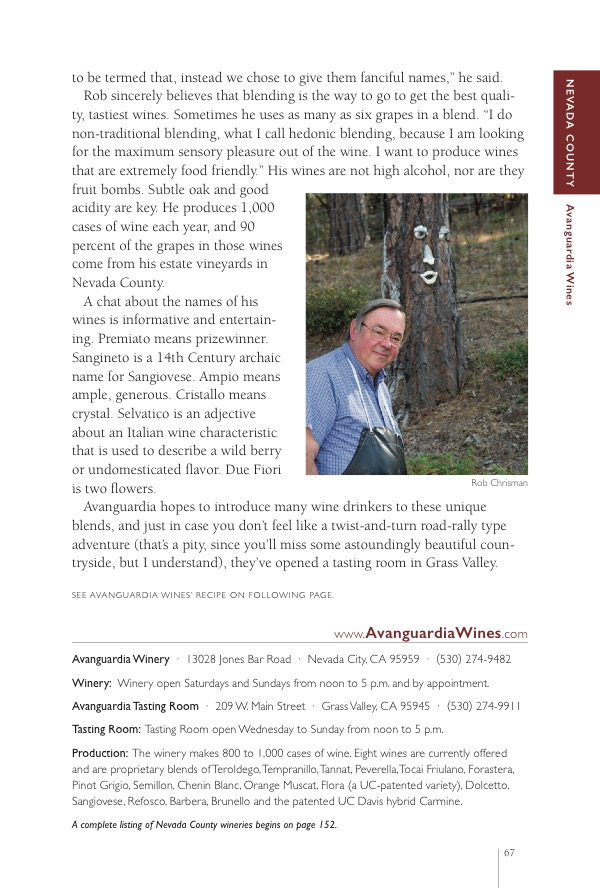 to be termed that, instead we chose to give them fanciful names,” he said.
Rob sincerely believes that blending is the way to go to get the best quali-
ty, tastiest wines. Sometimes he uses as many as six grapes in a blend. “I do
non-traditional blending, what I call hedonic blending, because I am looking
for the maximum sensory pleasure out of the wine. I want to produce wines
that are extremely food friendly.” His wines are not high alcohol, nor are they
fruit bombs. Subtle oak and good
acidity are key. He produces 1,000
cases of wine each year, and 90
percent of the grapes in those wines
come from his estate vineyards in
Nevada County.
A chat about the names of his
wines is informative and entertain-
ing. Premiato means prizewinner.
Sangineto is a 14th Century archaic
name for Sangiovese. Ampio means
ample, generous. Cristallo means
crystal. Selvatico is an adjective
about an Italian wine characteristic
that is used to describe a wild berry
or undomesticated flavor. Due Fiori
is two flowers.
Rob Chrisman
Avanguardia hopes to introduce many wine drinkers to these unique
blends, and just in case you don’t feel like a twist-and-turn road-rally type
adventure (that’s a pity, since you’ll miss some astoundingly beautiful coun-
tryside, but I understand), they’ve opened a tasting room in Grass Valley.
SEE AVANGUARDIA WINES’ RECIPE ON FOLLOWING PAGE.
www.AvanguardiaWines.com
Avanguardia Winery · 13028 Jones Bar Road · Nevada City, CA 95959 · (530) 274-9482
Winery: Winery open Saturdays and Sundays from noon to 5 p.m. and by appointment.
Avanguardia Tasting Room · 209 W. Main Street · Grass Valley, CA 95945 · (530) 274-9911
Tasting Room: Tasting Room open Wednesday to Sunday from noon to 5 p.m.
Production: The winery makes 800 to 1,000 cases of wine. Eight wines are currently offered
and are proprietary blends of Teroldego, Tempranillo, Tannat, Peverella, Tocai Friulano, Forastera,
Pinot Grigio, Semillon, Chenin Blanc, Orange Muscat, Flora (a UC-patented variety), Dolcetto,
Sangiovese, Refosco, Barbera, Brunello and the patented UC Davis hybrid Carmine.
A complete listing of Nevada County wineries begins on page 152.
67
NEVADA COUNTY Avanguardia Wines